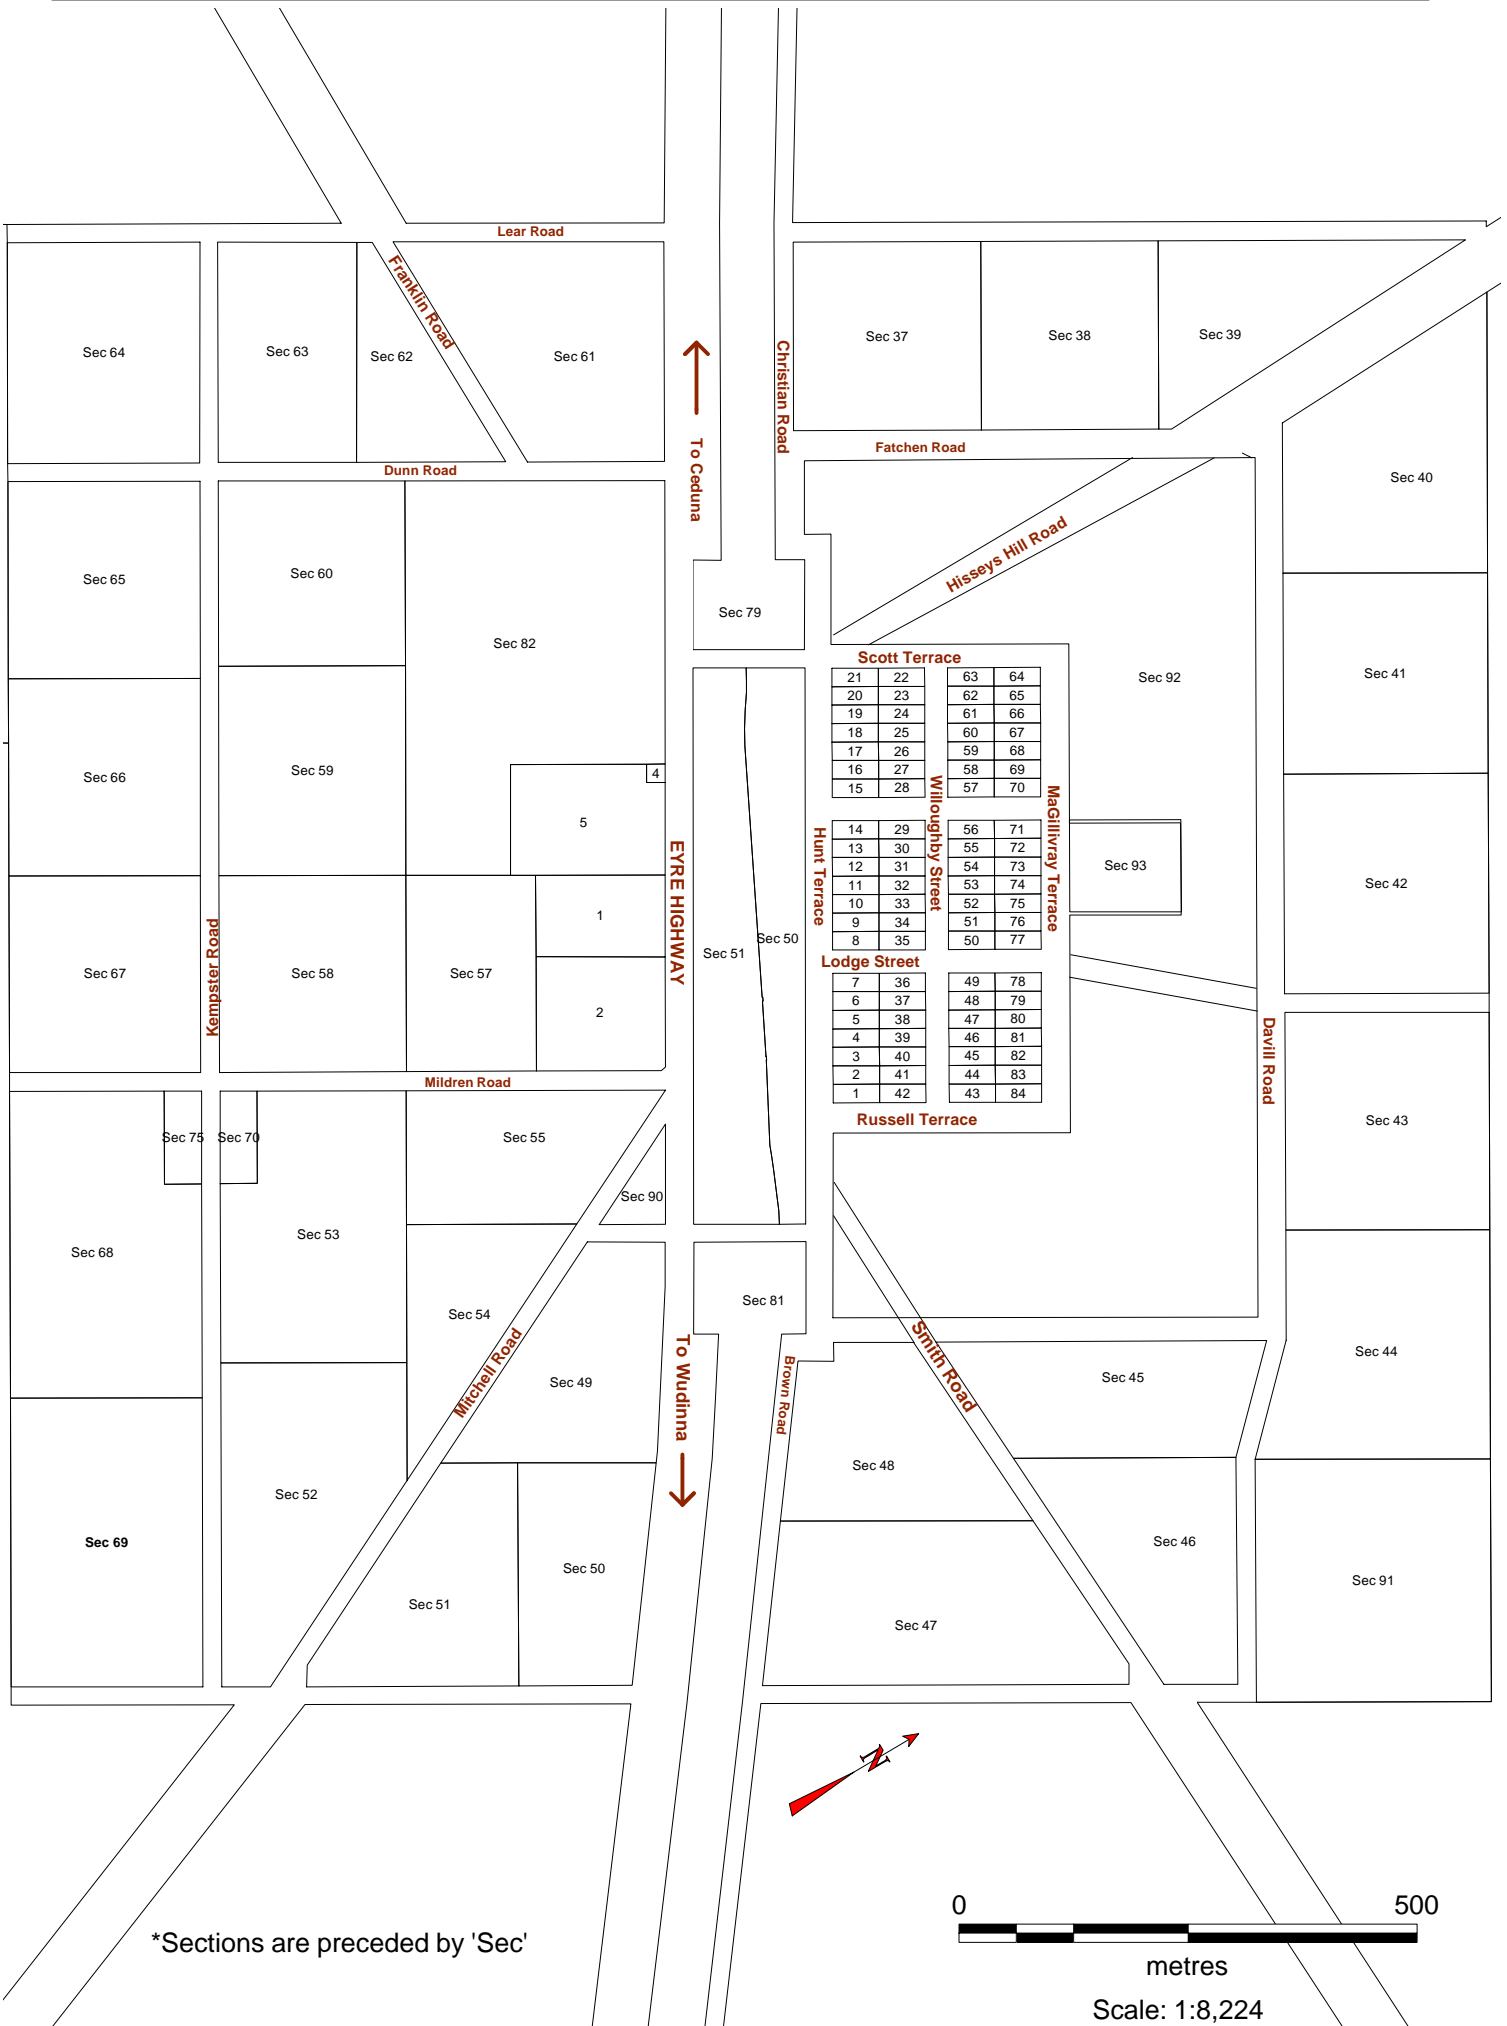 Lear Road
Franklin Road
Sec 64
Sec 63
Sec 62
Sec 61
Christian Road
Sec 37
Sec 38
Sec 39
Dunn Road
To Ceduna
Fatchen Road
Sec 40
Sec 65
Sec 60
Sec 82
Sec 79
Hisseys Hill Road
Scott Terrace
Sec 92
Sec 41
21 22 63 64
20 23 62 65
19 24 61 66
18 25 60 67
17 26 59 68
16 27 58 69
15 28 57 70
Sec 66
Sec 59
4
5
EYRE HIGHWAY
Hunt Terrace
Willoughby Street
MaGillivray Terrace
14 29 56 71
13 30 55 72
12 31 54 73
11 32 53 74
10 33 52 75
9 34 51 76
8 35 50 77
Sec 93
Sec 42
Kempster Road
Sec 67
Sec 58
Sec 57
1
2
Sec 51
Sec 50
Lodge Street
7 36 49 78
6 37 48 79
5 38 47 80
4 39 46 81
3 40 45 82
2 41 44 83
1 42 43 84
Davill Road
Mildren Road
Russell Terrace
Sec 75
Sec 70
Sec 55
Sec 43
Sec 90
Sec 68
Sec 53
Sec 54
Sec 81
Mitchell Road
Sec 49
To Wudinna
Brown Road
Smith Road
Sec 45
Sec 44
Sec 48
Sec 52
Sec 69
Sec 51
Sec 50
Sec 46
Sec 47
Sec 91
N
*Sections are preceded by 'Sec'
0 500
metres
Scale: 1:8,224